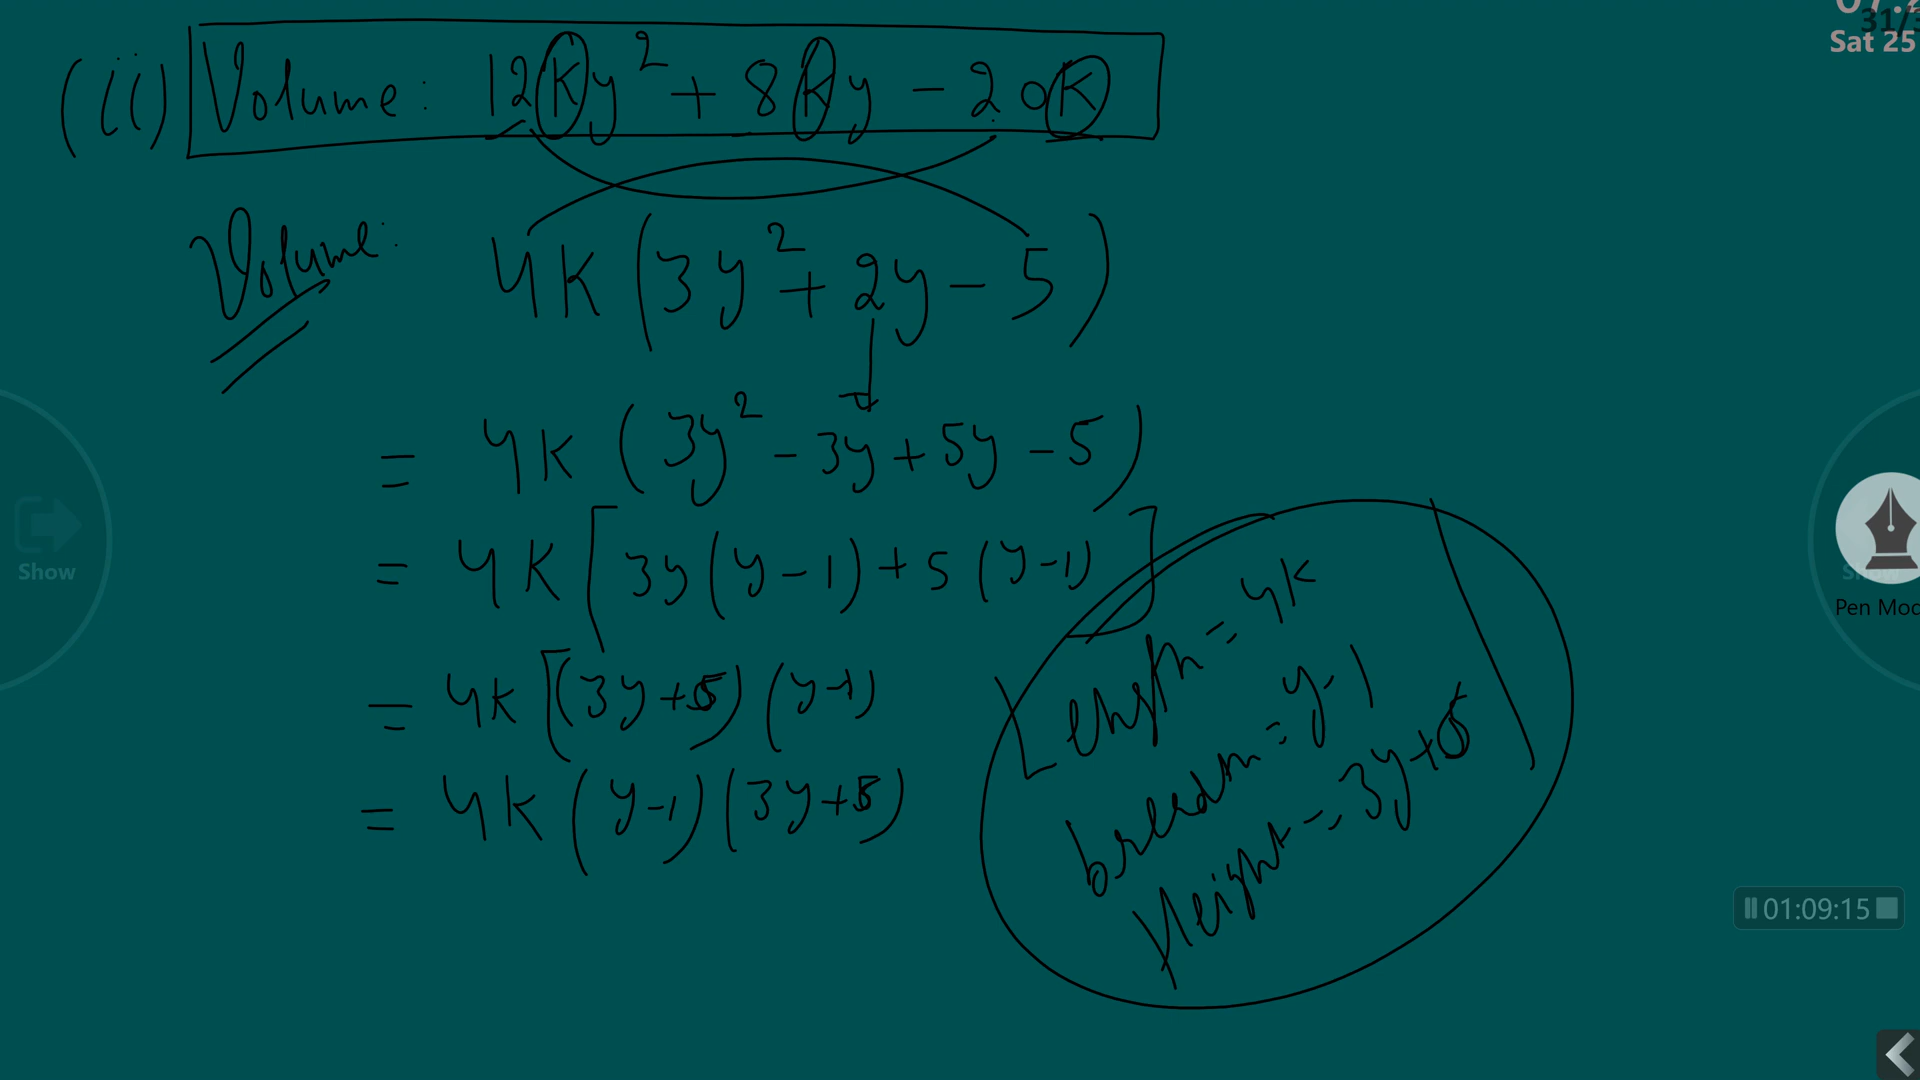 (ii) Volume: 12Ky² + 8Ky - 20K
Volume: 4K(3y² + 2y - 5)
= 4K (3y² - 3y + 5y - 5)
= 4K [3y(y-1) + 5(y-1)]
= 4K [(3y+5)(y-1)
= 4K (y-1)(3y+5)
Length = 4K
breadth = y-1
Height = 3y+5
31/
Sat 25
Show
Pen Mod
01:09:15